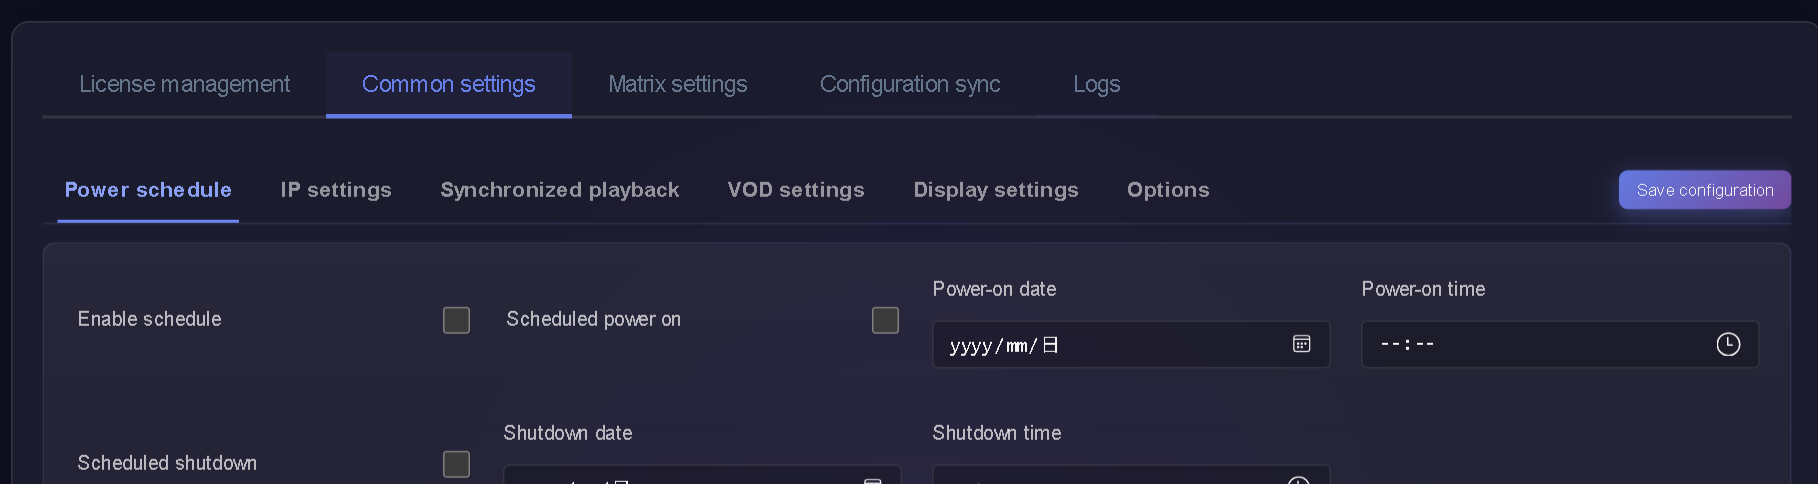 License management Common settings Matrix settings Configuration sync Logs
Power schedule IP settings Synchronized playback VOD settings Display settings Options Save configuration
Power-on date Power-on time
Enable schedule Scheduled power on
yyyy/mm/日 --:--
Shutdown date Shutdown time
Scheduled shutdown